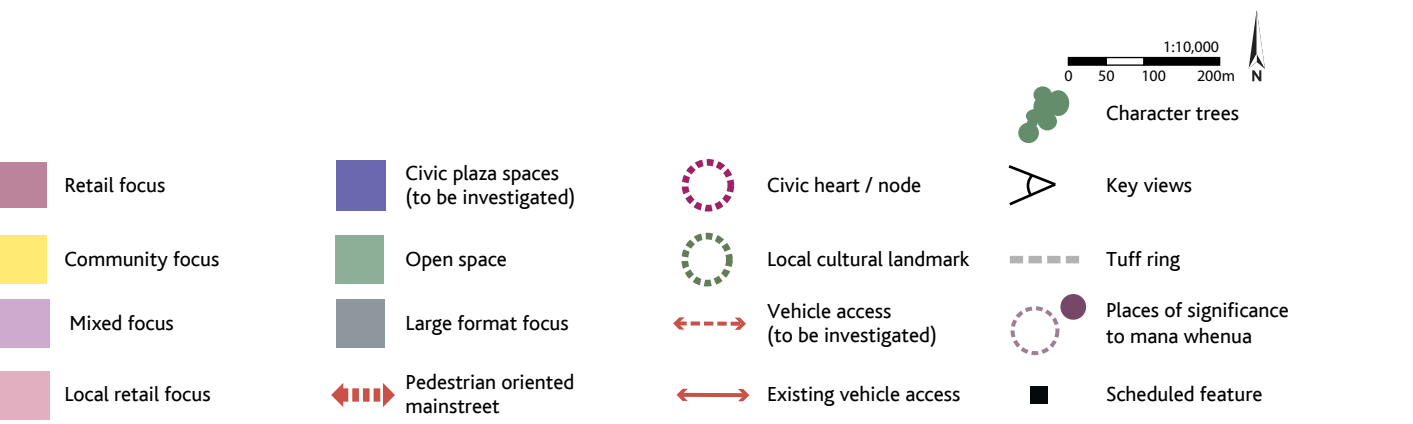 1:10,000
0 50 100 200m N
Character trees
Retail focus
Civic plaza spaces
(to be investigated)
Civic heart / node
Key views
Community focus
Open space
Local cultural landmark
Tuff ring
Mixed focus
Large format focus
Vehicle access
(to be investigated)
Places of significance
to mana whenua
Local retail focus
Pedestrian oriented
mainstreet
Existing vehicle access
Scheduled feature